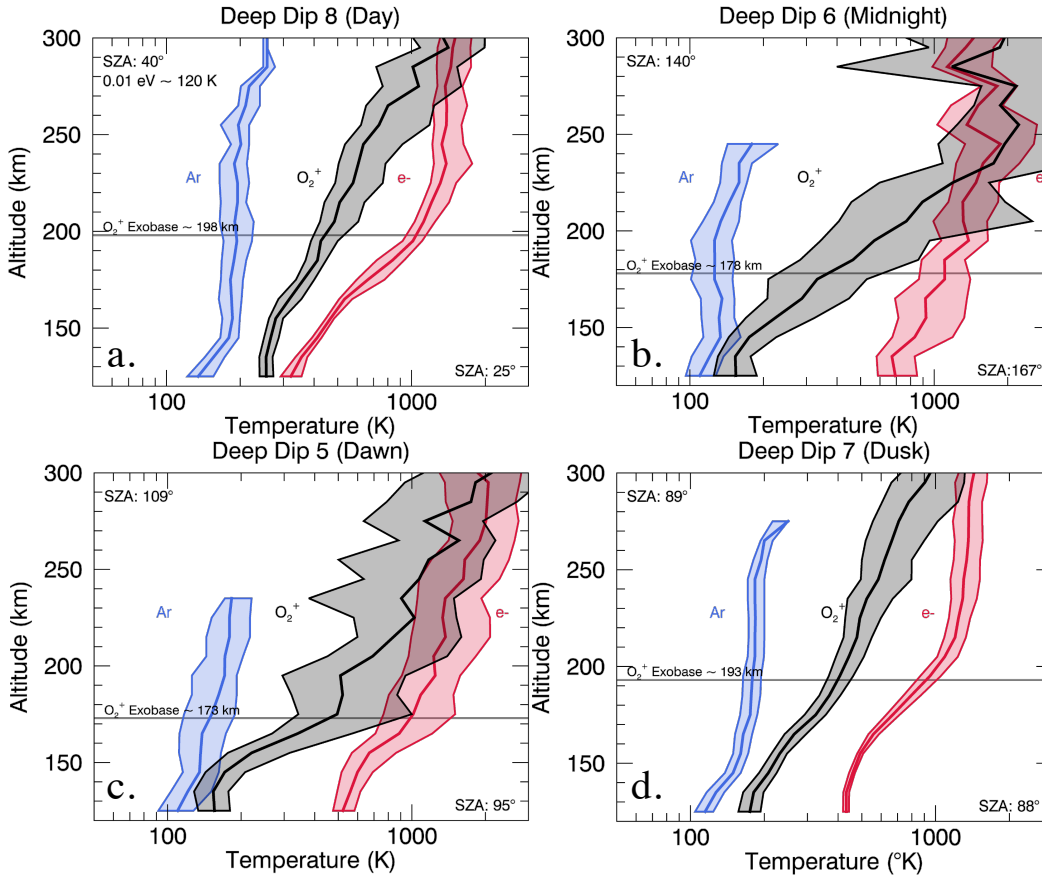 Deep Dip 8 (Day)
300
SZA: 40°
0.01 eV ~ 120 K
250
Ar
O₂⁺
e-
Altitude (km)
O₂⁺ Exobase ~ 198 km
200
150
a.
SZA: 25°
100
1000
Temperature (K)
Deep Dip 6 (Midnight)
300
SZA: 140°
250
Ar
O₂⁺
e
Altitude (km)
200
O₂⁺ Exobase ~ 178 km
150
b.
SZA:167°
100
1000
Temperature (K)
Deep Dip 5 (Dawn)
300
SZA: 109°
250
Ar
O₂⁺
e-
Altitude (km)
200
O₂⁺ Exobase ~ 173 km
150
c.
SZA: 95°
100
1000
Temperature (K)
Deep Dip 7 (Dusk)
300
SZA: 89°
250
Ar
O₂⁺
e-
Altitude (km)
200
O₂⁺ Exobase ~ 193 km
150
d.
SZA: 88°
100
1000
Temperature (°K)